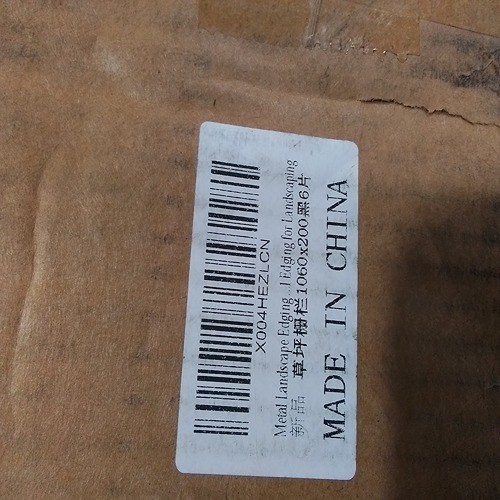 X004HEZLCN
Metal Landscape Edging...l Edging for Landscaping
新品 草坪栅栏1060x200黑6片
MADE IN CHINA